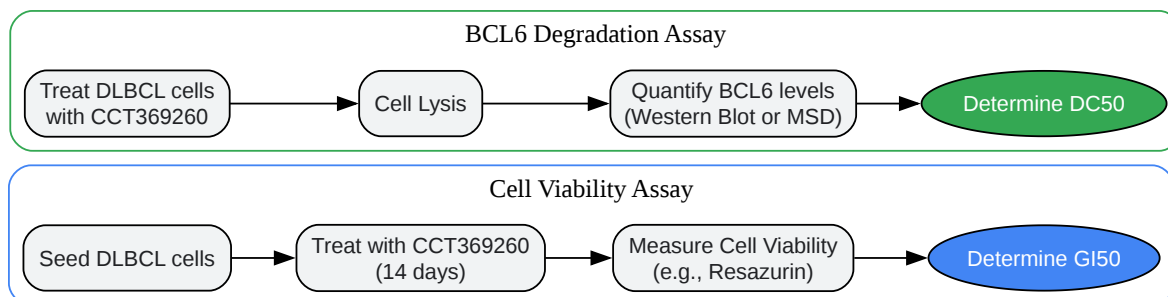 BCL6 Degradation Assay
Treat DLBCL cells
with CCT369260
Cell Lysis
Quantify BCL6 levels
(Western Blot or MSD)
Determine DC50
Cell Viability Assay
Seed DLBCL cells
Treat with CCT369260
(14 days)
Measure Cell Viability
(e.g., Resazurin)
Determine GI50